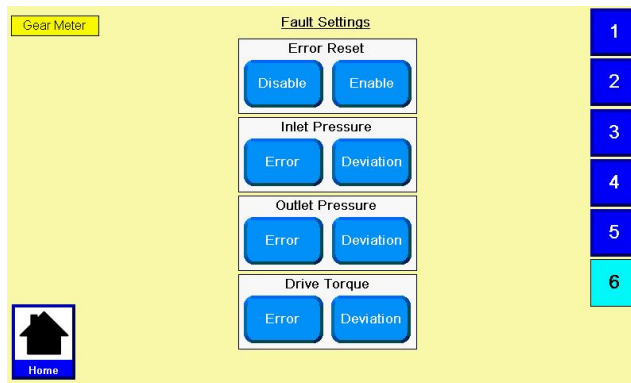 Gear Meter
Fault Settings
Error Reset
Disable Enable
Inlet Pressure
Error Deviation
Outlet Pressure
Error Deviation
Drive Torque
Error Deviation
1
2
3
4
5
6
Home